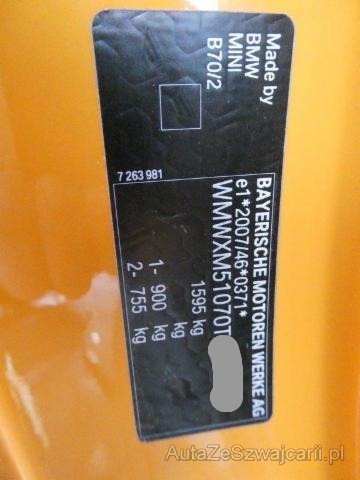 Made by
BMW
MINI
B70/2
7 263 981
BAYERISCHE MOTOREN WERKE AG
e1*2007/46*0371*
WMWXM51070T
1595 kg
1- 900 kg
2- 755 kg
AutaZeSzwajcarii.pl